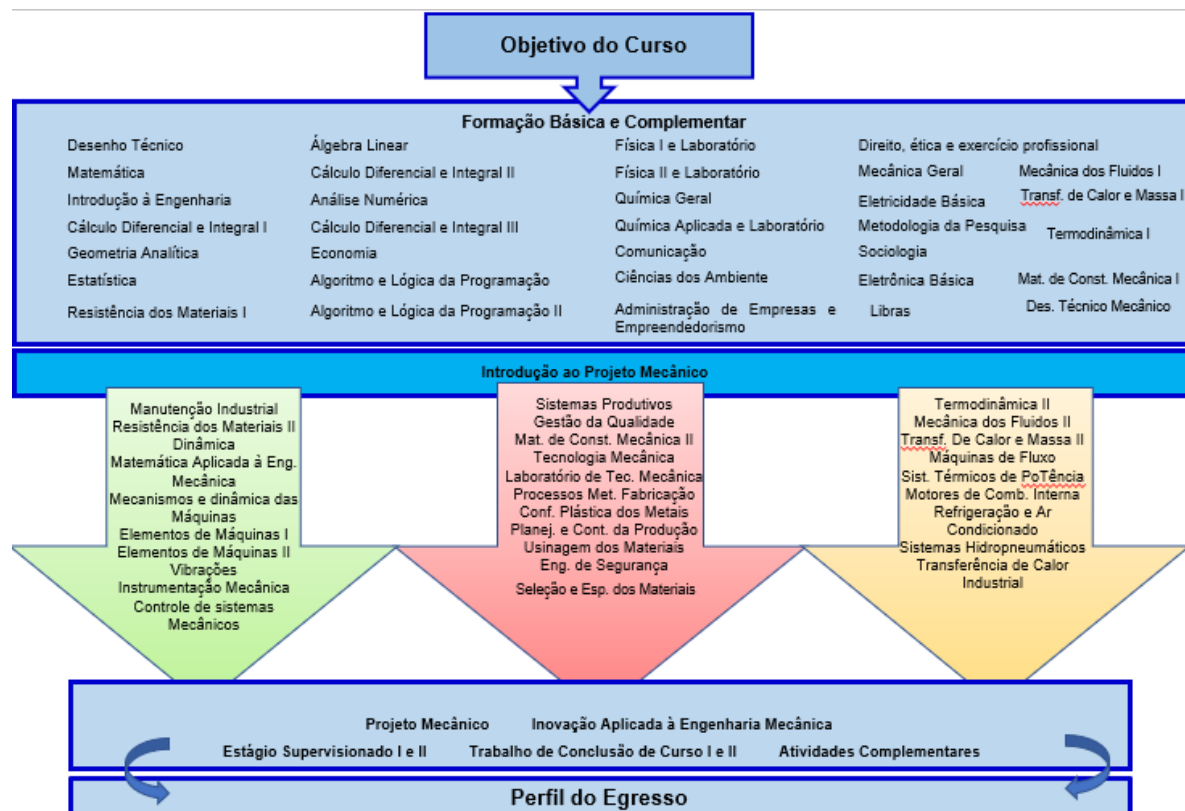 Objetivo do Curso
Formação Básica e Complementar
Desenho Técnico
Matemática
Introdução à Engenharia
Cálculo Diferencial e Integral I
Geometria Analítica
Estatística
Resistência dos Materiais I
Álgebra Linear
Cálculo Diferencial e Integral II
Análise Numérica
Cálculo Diferencial e Integral III
Economia
Algoritmo e Lógica da Programação
Algoritmo e Lógica da Programação II
Física I e Laboratório
Física II e Laboratório
Química Geral
Química Aplicada e Laboratório
Comunicação
Ciências dos Ambiente
Administração de Empresas e
Empreendedorismo
Direito, ética e exercício profissional
Mecânica Geral
Eletricidade Básica
Metodologia da Pesquisa
Sociologia
Eletrônica Básica
Libras
Mecânica dos Fluidos I
Transf. de Calor e Massa I
Termodinâmica I
Mat. de Const. Mecânica I
Des. Técnico Mecânico
Introdução ao Projeto Mecânico
Manutenção Industrial
Resistência dos Materiais II
Dinâmica
Matemática Aplicada à Eng.
Mecânica
Mecanismos e dinâmica das
Máquinas
Elementos de Máquinas I
Elementos de Máquinas II
Vibrações
Instrumentação Mecânica
Controle de sistemas
Mecânicos
Sistemas Produtivos
Gestão da Qualidade
Mat. de Const. Mecânica II
Tecnologia Mecânica
Laboratório de Tec. Mecânica
Processos Met. Fabricação
Conf. Plástica dos Metais
Planej. e Cont. da Produção
Usinagem dos Materiais
Eng. de Segurança
Seleção e Esp. dos Materiais
Termodinâmica II
Mecânica dos Fluidos II
Transf. De Calor e Massa II
Máquinas de Fluxo
Sist. Térmicos de PoTência
Motores de Comb. Interna
Refrigeração e Ar
Condicionado
Sistemas Hidropneumáticos
Transferência de Calor
Industrial
Projeto Mecânico Inovação Aplicada à Engenharia Mecânica
Estágio Supervisionado I e II Trabalho de Conclusão de Curso I e II Atividades Complementares
Perfil do Egresso